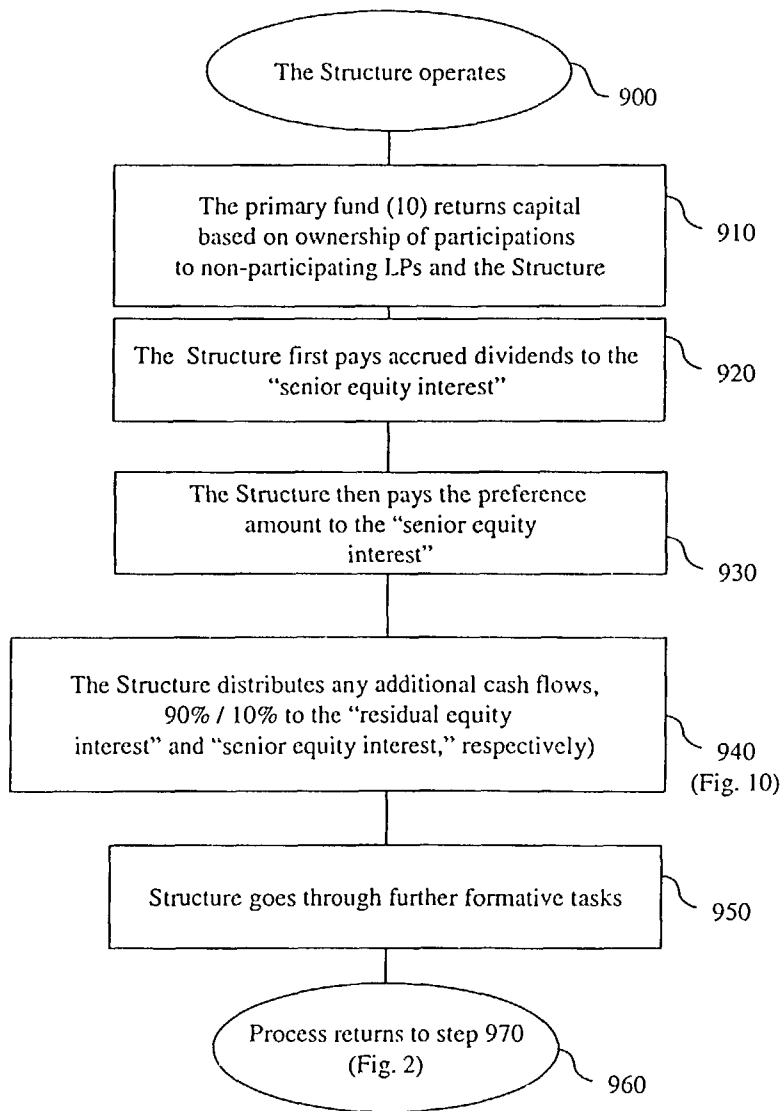 The Structure operates
900
The primary fund (10) returns capital
based on ownership of participations
to non-participating LPs and the Structure
910
The Structure first pays accrued dividends to the
“senior equity interest”
920
The Structure then pays the preference
amount to the “senior equity
interest”
930
The Structure distributes any additional cash flows,
90% / 10% to the “residual equity
interest” and “senior equity interest,” respectively)
940
(Fig. 10)
Structure goes through further formative tasks
950
Process returns to step 970
(Fig. 2)
960